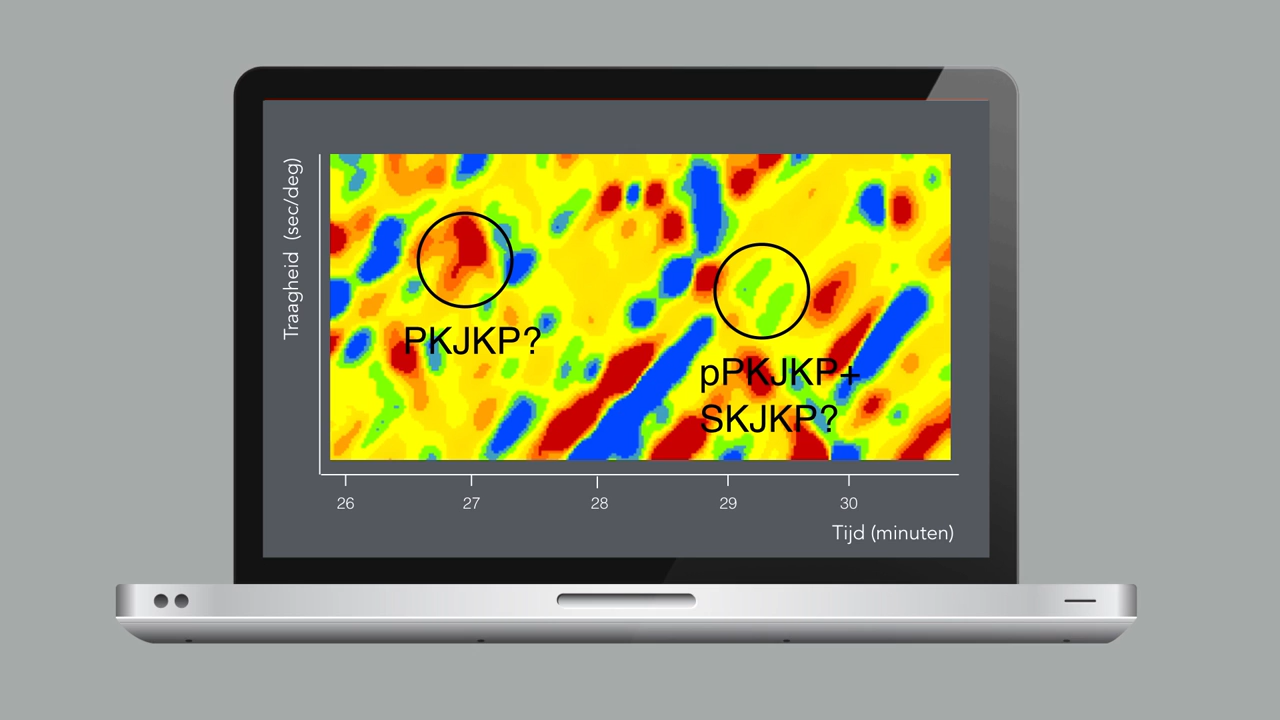 Traagheid (sec/deg)
PKJKP?
pPKJKP+
SKJKP?
26 27 28 29 30
Tijd (minuten)